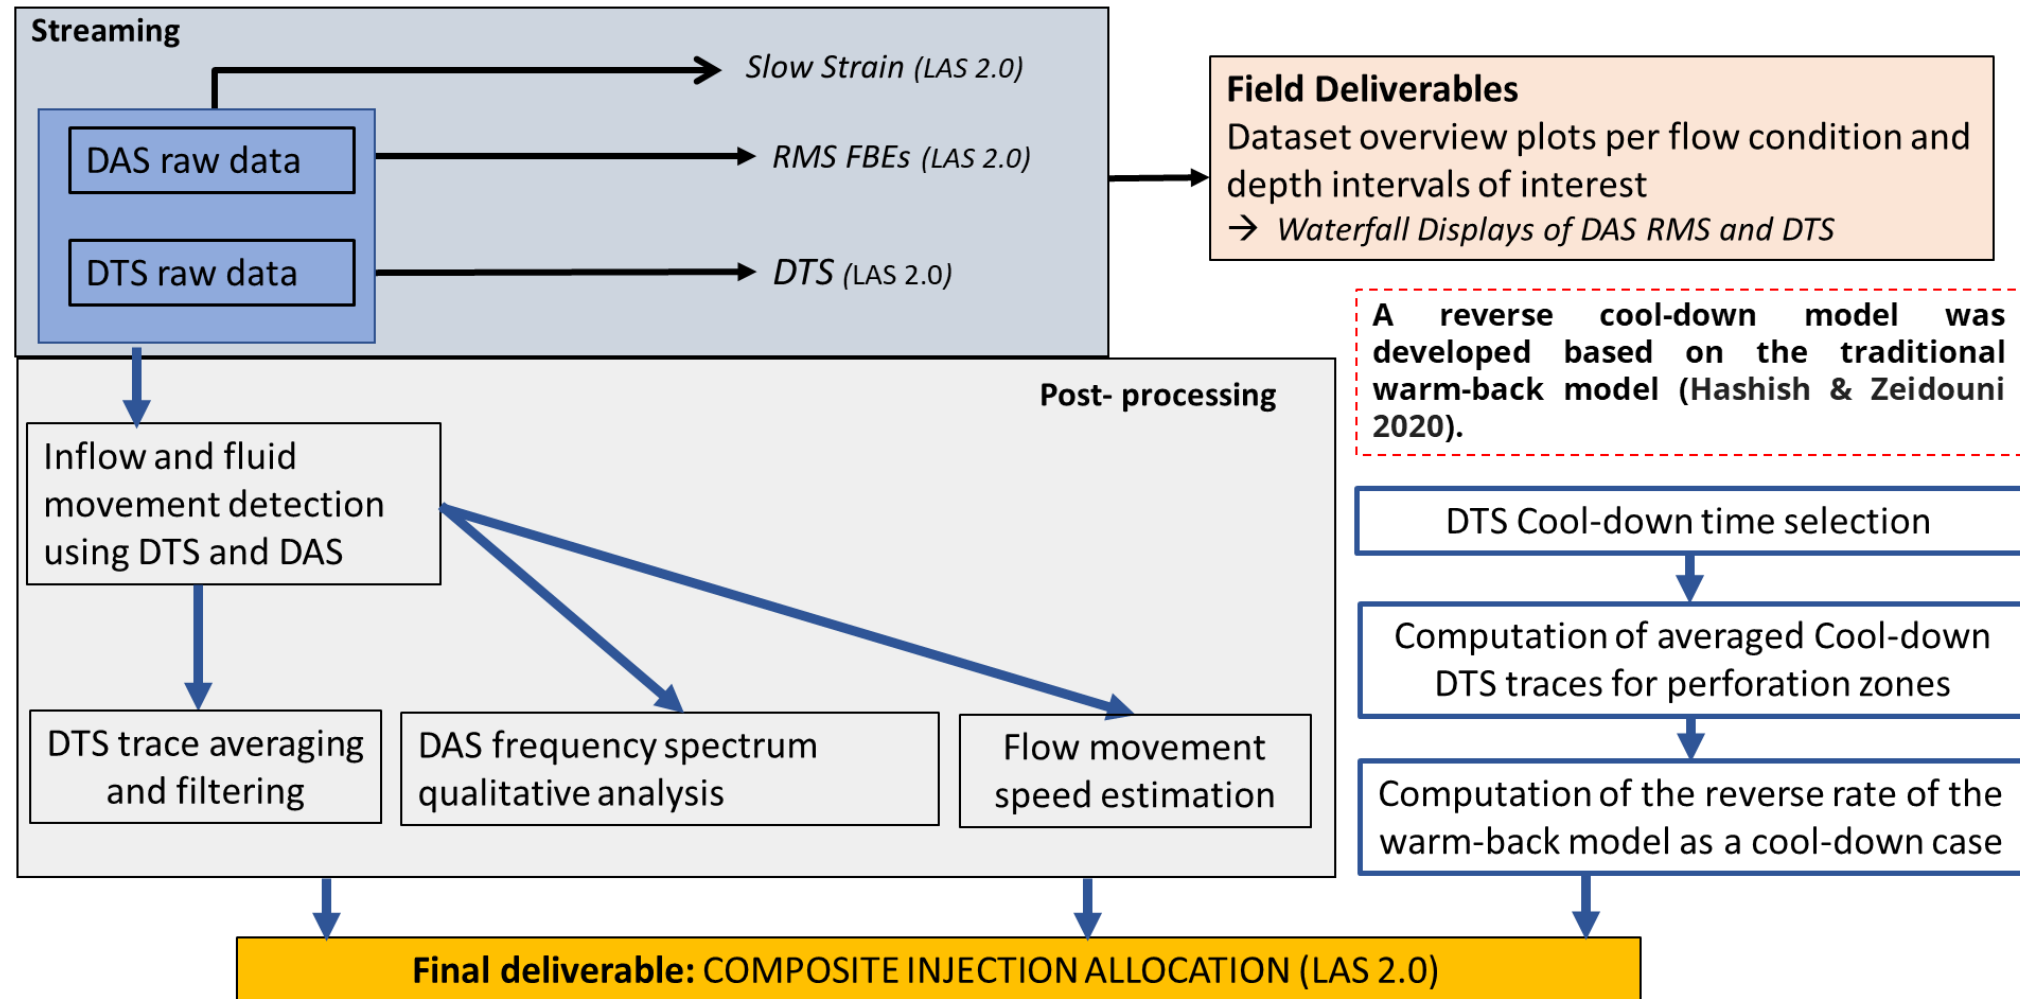 Streaming
Slow Strain (LAS 2.0)
DAS raw data
RMS FBEs (LAS 2.0)
DTS raw data
DTS (LAS 2.0)
Field Deliverables
Dataset overview plots per flow condition and
depth intervals of interest
→ Waterfall Displays of DAS RMS and DTS
A reverse cool-down model was
developed based on the traditional
warm-back model (Hashish & Zeidouni
2020).
Post- processing
Inflow and fluid
movement detection
using DTS and DAS
DTS trace averaging
and filtering
DAS frequency spectrum
qualitative analysis
Flow movement
speed estimation
DTS Cool-down time selection
Computation of averaged Cool-down
DTS traces for perforation zones
Computation of the reverse rate of the
warm-back model as a cool-down case
Final deliverable: COMPOSITE INJECTION ALLOCATION (LAS 2.0)